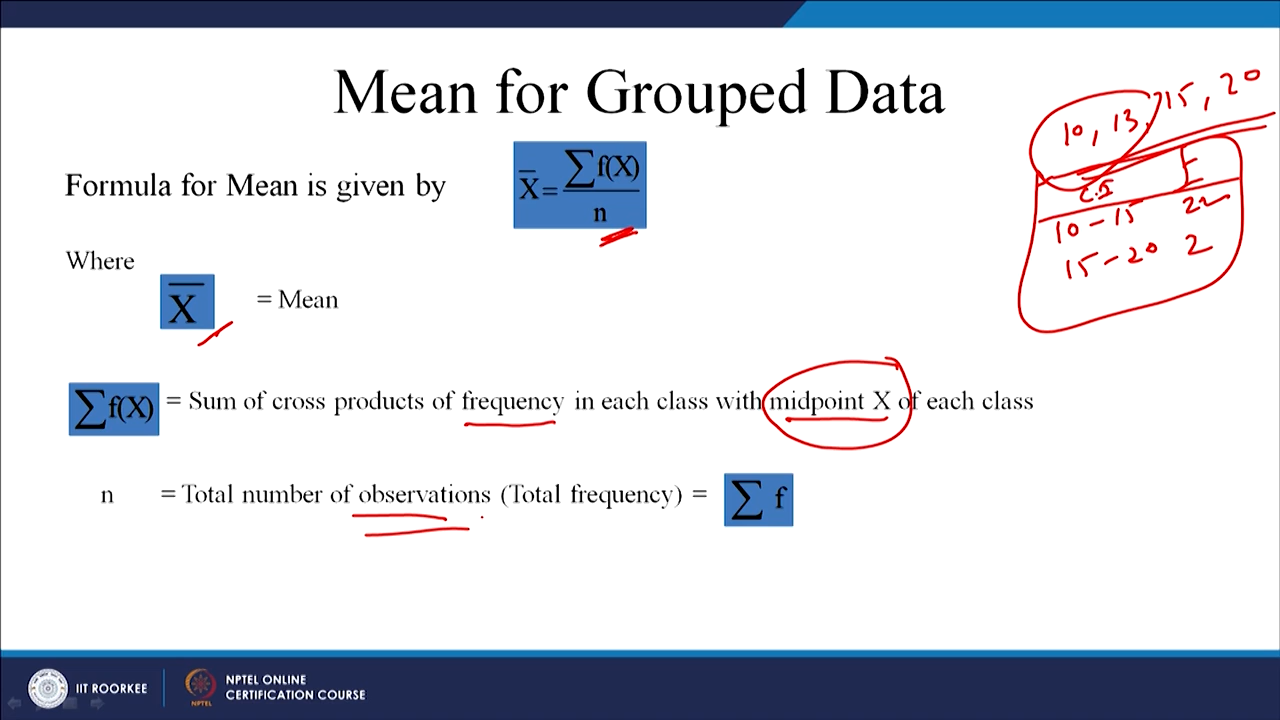 Mean for Grouped Data
10, 13, 15, 20
C.I F
10-15 2
15-20 2
Formula for Mean is given by X̄ = ∑f(X) / n
Where
X̄ = Mean
∑f(X) = Sum of cross products of frequency in each class with midpoint X of each class
n = Total number of observations (Total frequency) = ∑ f
IIT ROORKEE
NPTEL
NPTEL ONLINE
CERTIFICATION COURSE